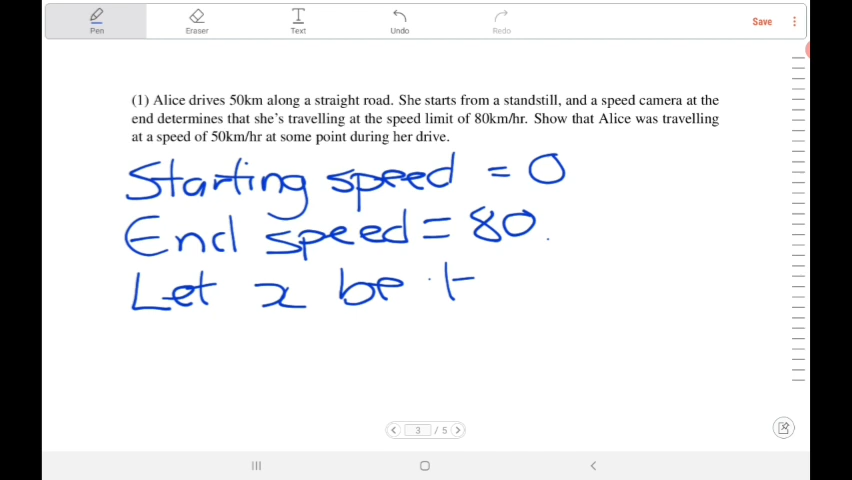 Pen Eraser Text Undo Redo Save
(1) Alice drives 50km along a straight road. She starts from a standstill, and a speed camera at the
end determines that she's travelling at the speed limit of 80km/hr. Show that Alice was travelling
at a speed of 50km/hr at some point during her drive.
Starting speed = 0
End speed = 80
Let x be t
3 / 5